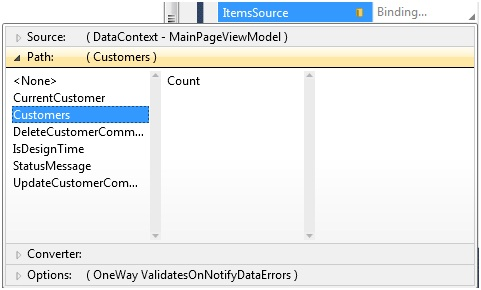 ItemsSource Binding...
Source: ( DataContext - MainPageViewModel )
Path: ( Customers )
<None> Count
CurrentCustomer
Customers
DeleteCustomerComm...
IsDesignTime
StatusMessage
UpdateCustomerCom...
Converter:
Options: ( OneWay ValidatesOnNotifyDataErrors )